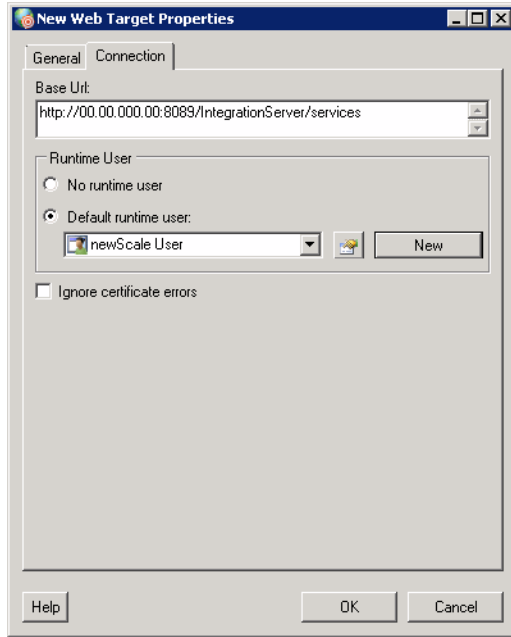 New Web Target Properties
General Connection
Base Url:
http://00.00.000.00:8089/IntegrationServer/services
Runtime User
No runtime user
Default runtime user:
newScale User New
Ignore certificate errors
Help OK Cancel